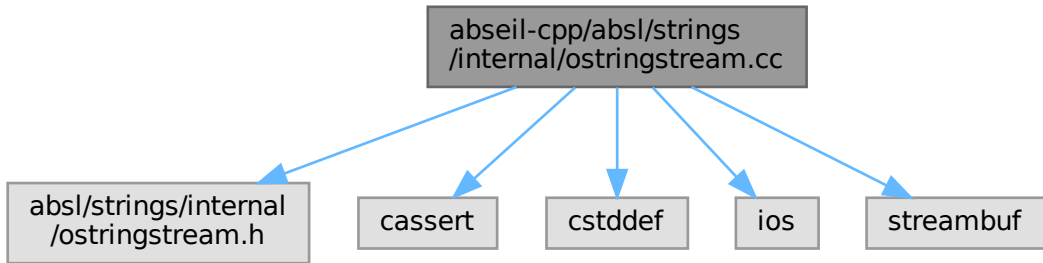 abseil-cpp/absl/strings
/internal/ostringstream.cc
absl/strings/internal
/ostringstream.h
cassert
cstddef
ios
streambuf